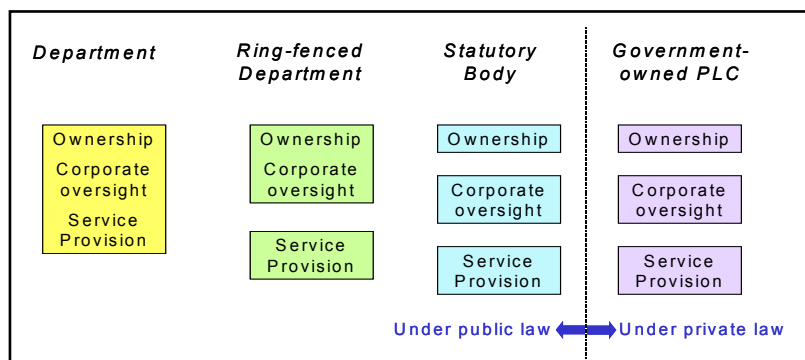 Department
Ring-fenced
Department
Statutory
Body
Government-
owned PLC
Ownership
Corporate
oversight
Service
Provision
Ownership
Corporate
oversight
Service
Provision
Ownership
Corporate
oversight
Service
Provision
Ownership
Corporate
oversight
Service
Provision
Under public law
Under private law